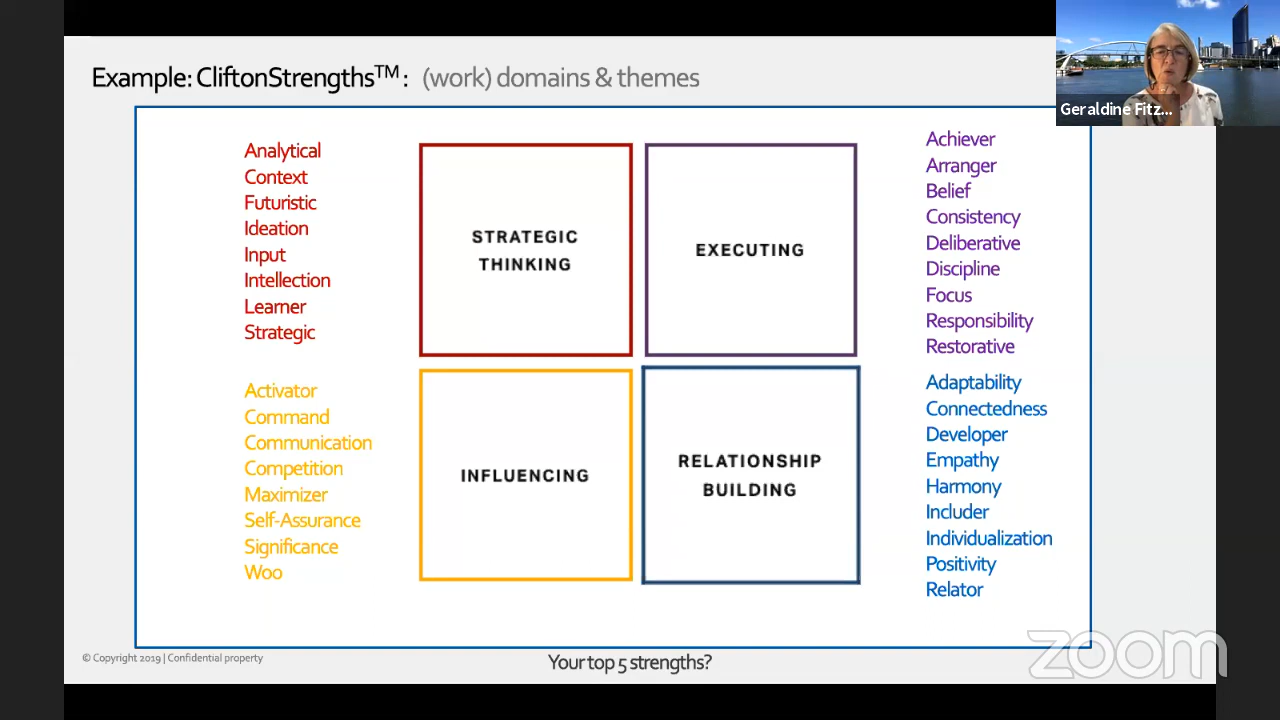 Example: CliftonStrengths™: (work) domains & themes
Geraldine Fitz...
Analytical
Context
Futuristic
Ideation
Input
Intellection
Learner
Strategic
STRATEGIC
THINKING
EXECUTING
Achiever
Arranger
Belief
Consistency
Deliberative
Discipline
Focus
Responsibility
Restorative
Activator
Command
Communication
Competition
Maximizer
Self-Assurance
Significance
Woo
INFLUENCING
RELATIONSHIP
BUILDING
Adaptability
Connectedness
Developer
Empathy
Harmony
Includer
Individualization
Positivity
Relator
© Copyright 2019 | Confidential property
Your top 5 strengths?
zoom